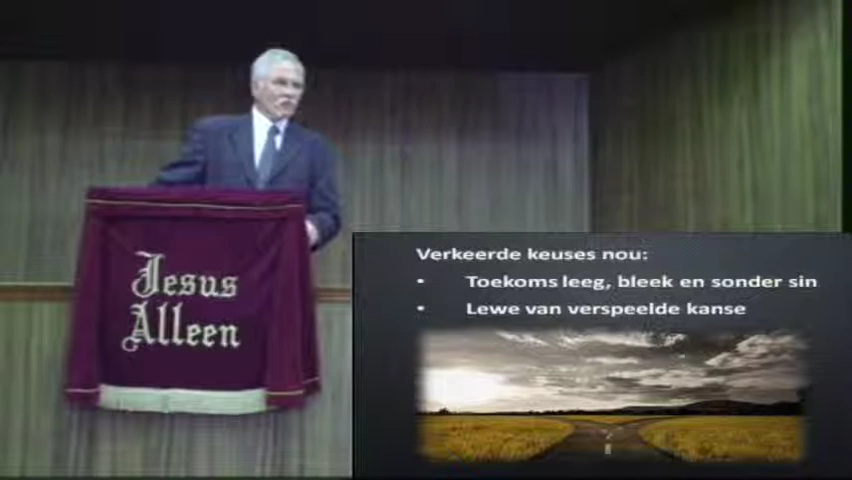 Jesus
Alleen
Verkeerde keuses nou:
• Toekoms leeg, bleek en sonder sin
• Lewe van verspeelde kanse